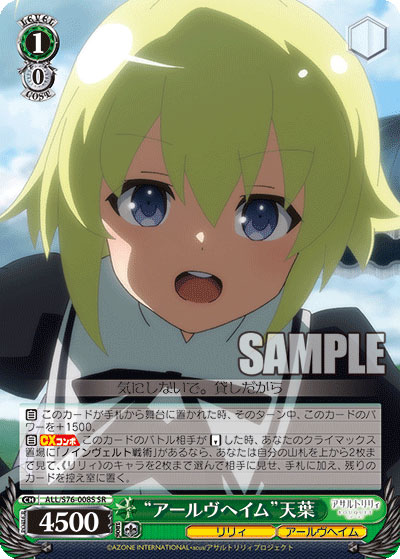 LEVEL
1
0
COST
SAMPLE
気にしないで。貸しだから
このカードが手札から舞台に置かれた時、そのターン中、このカードのパワーを+1500。
CXコンボ このカードのバトル相手が した時、あなたのクライマックス置場に「ノインヴェルト戦術」があるなら、あなたは自分の山札を上から2枚まで見て、《リリィ》のキャラを2枚まで選んで相手に見せ、手札に加え、残りのカードを控え室に置く。
CH ALL/S76-008S SR
4500
“アールヴヘイム”天葉
アサルトリリィ
BOUQUET
リリィ
アールヴヘイム
©AZONE INTERNATIONAL・acus/アサルトリリィプロジェクト